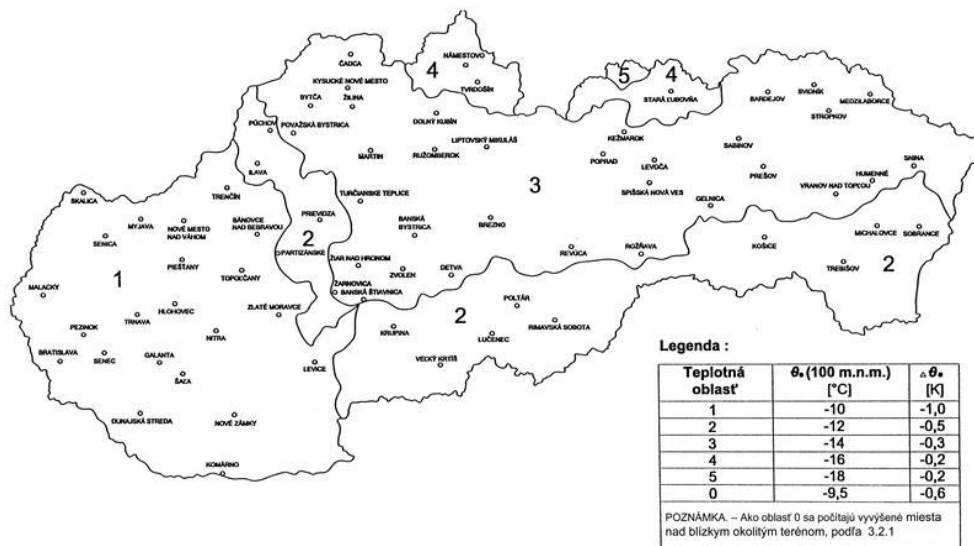 ČADCA
NÁMESTOVO
4
5
4
KYSUCKÉ NOVÉ MESTO
TVRDOŠÍN
STARÁ ĽUBOVŇA
BARDEJOV
SVIDNÍK
MEDZILABORCE
BYTČA
ŽILINA
STROPKOV
PÚCHOV
POVAŽSKÁ BYSTRICA
DOLNÝ KUBÍN
KEŽMAROK
SABINOV
MARTIN
RUŽOMBEROK
LIPTOVSKÝ MIKULÁŠ
POPRAD
LEVOČA
PREŠOV
SNINA
HUMENNÉ
ILAVA
3
SPIŠSKÁ NOVÁ VES
VRANOV NAD TOPĽOU
SKALICA
TRENČÍN
TURČIANSKE TEPLICE
GELNICA
MYJAVA
NOVÉ MESTO
NAD VÁHOM
BÁNOVCE
NAD BEBRAVOU
PRIEVIDZA
BANSKÁ
BYSTRICA
BREZNO
MICHALOVCE
SOBRANCE
SENICA
2
PARTIZÁNSKE
REVÚCA
ROŽŇAVA
KOŠICE
1
PIEŠŤANY
TOPOĽČANY
ŽIAR NAD HRONOM
ZVOLEN
DETVA
TREBIŠOV
2
MALACKY
ŽARNOVICA
BANSKÁ ŠTIAVNICA
HLOHOVEC
ZLATÉ MORAVCE
POLTÁR
TRNAVA
2
RIMAVSKÁ SOBOTA
PEZINOK
NITRA
KRUPINA
LUČENEC
BRATISLAVA
SENEC
GALANTA
LEVICE
VEĽKÝ KRTÍŠ
ŠAĽA
DUNAJSKÁ STREDA
NOVÉ ZÁMKY
KOMÁRNO
Legenda :
Teplotná oblasť θe (100 m.n.m.) [°C] △ θe [K]
1 -10 -1,0
2 -12 -0,5
3 -14 -0,3
4 -16 -0,2
5 -18 -0,2
0 -9,5 -0,6
POZNÁMKA. – Ako oblasť 0 sa počítajú vyvýšené miesta
nad blízkym okolitým terénom, podľa 3.2.1